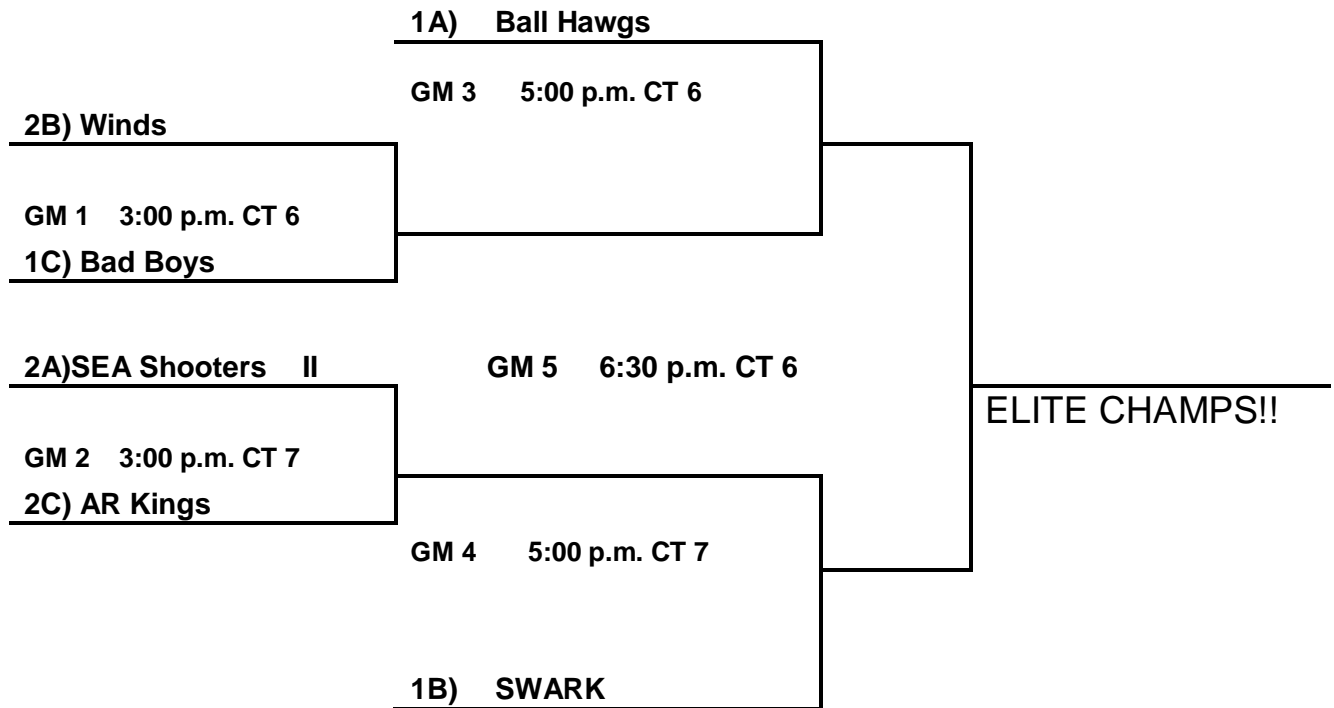 1A) Ball Hawgs
GM 3 5:00 p.m. CT 6
2B) Winds
GM 1 3:00 p.m. CT 6
1C) Bad Boys
2A)SEA Shooters II
GM 5 6:30 p.m. CT 6
ELITE CHAMPS!!
GM 2 3:00 p.m. CT 7
2C) AR Kings
GM 4 5:00 p.m. CT 7
1B) SWARK